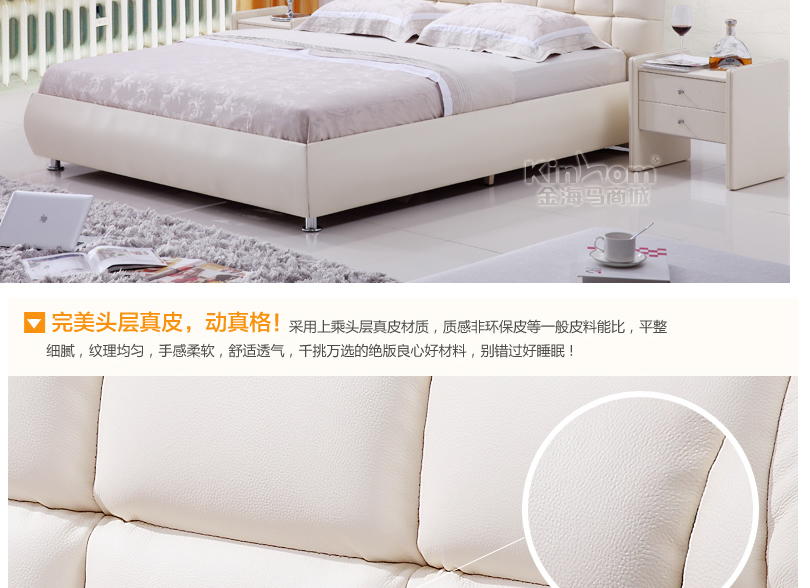 Kinhom®
金海马商城
完美头层真皮，动真格！采用上乘头层真皮材质，质感非环保皮等一般皮料能比，平整
细腻，纹理均匀，手感柔软，舒适透气，千挑万选的绝版良心好材料，别错过好睡眠！